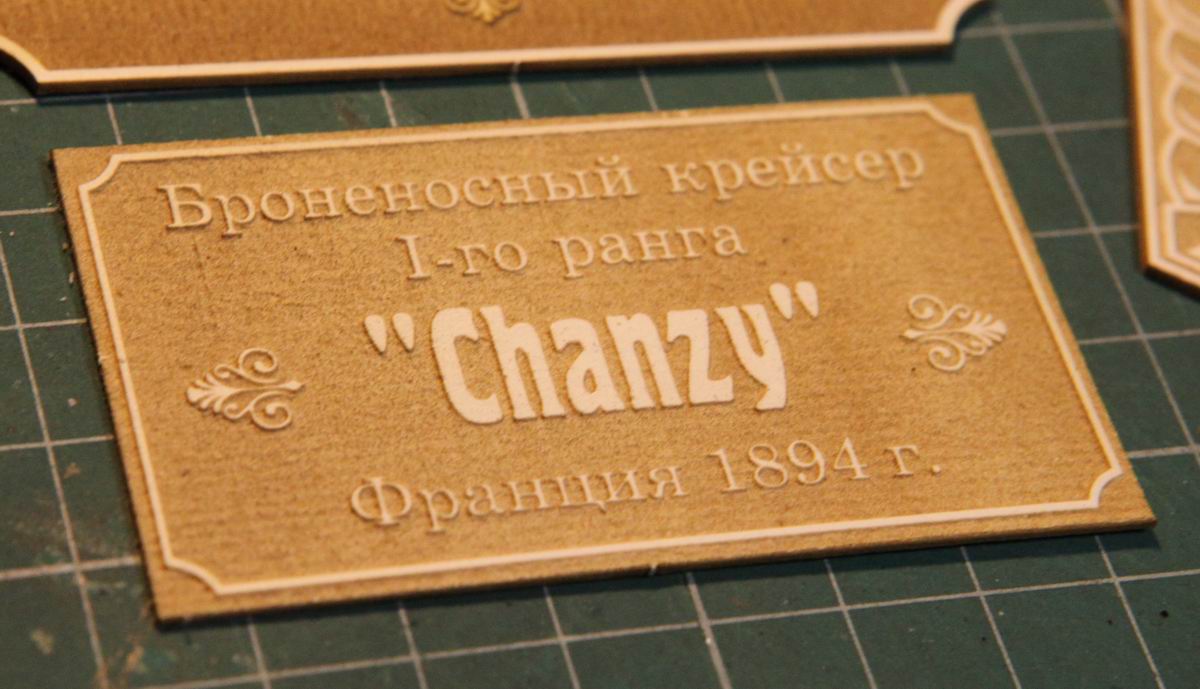 Броненосный крейсер
I-го ранга
"Chanzy"
Франция 1894 г.